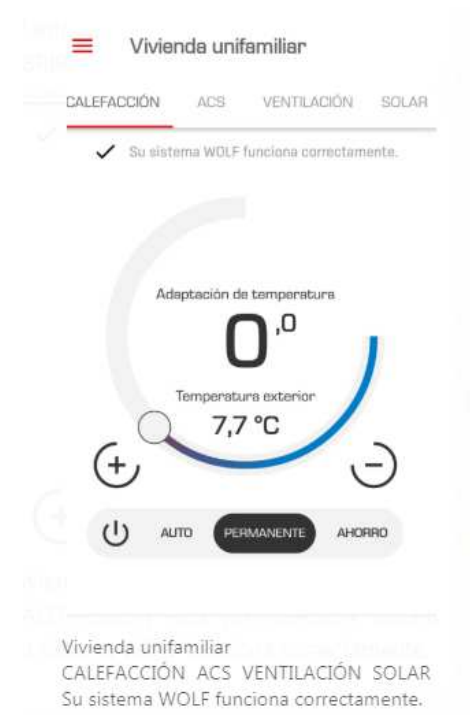 Vivienda unifamiliar
CALEFACCIÓN ACS VENTILACIÓN SOLAR
Su sistema WOLF funciona correctamente.
Adaptación de temperatura
0,0
Temperatura exterior
7,7 °C
AUTO PERMANENTE AHORRO
Vivienda unifamiliar
CALEFACCIÓN ACS VENTILACIÓN SOLAR
Su sistema WOLF funciona correctamente.